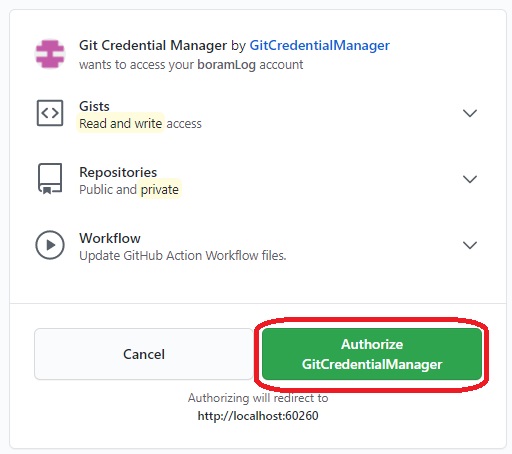 Git Credential Manager by GitCredentialManager
wants to access your boramLog account
Gists
Read and write access
Repositories
Public and private
Workflow
Update GitHub Action Workflow files.
Cancel
Authorize
GitCredentialManager
Authorizing will redirect to
http://localhost:60260